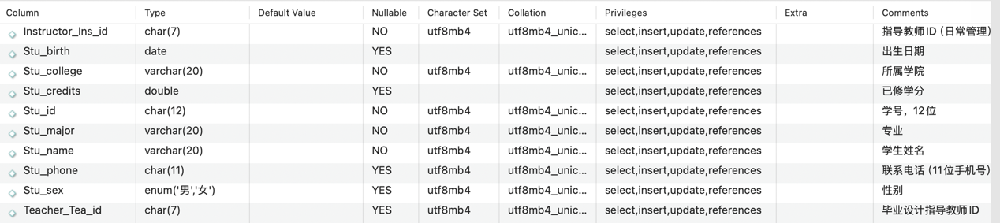 Column Type Default Value Nullable Character Set Collation Privileges Extra Comments
Instructor_Ins_id char(7) NO utf8mb4 utf8mb4_unic... select,insert,update,references 指导教师ID (日常管理)
Stu_birth date YES select,insert,update,references 出生日期
Stu_college varchar(20) NO utf8mb4 utf8mb4_unic... select,insert,update,references 所属学院
Stu_credits double YES select,insert,update,references 已修学分
Stu_id char(12) NO utf8mb4 utf8mb4_unic... select,insert,update,references 学号，12位
Stu_major varchar(20) NO utf8mb4 utf8mb4_unic... select,insert,update,references 专业
Stu_name varchar(20) NO utf8mb4 utf8mb4_unic... select,insert,update,references 学生姓名
Stu_phone char(11) YES utf8mb4 utf8mb4_unic... select,insert,update,references 联系电话 (11位手机号)
Stu_sex enum('男','女') YES utf8mb4 utf8mb4_unic... select,insert,update,references 性别
Teacher_Tea_id char(7) YES utf8mb4 utf8mb4_unic... select,insert,update,references 毕业设计指导教师ID